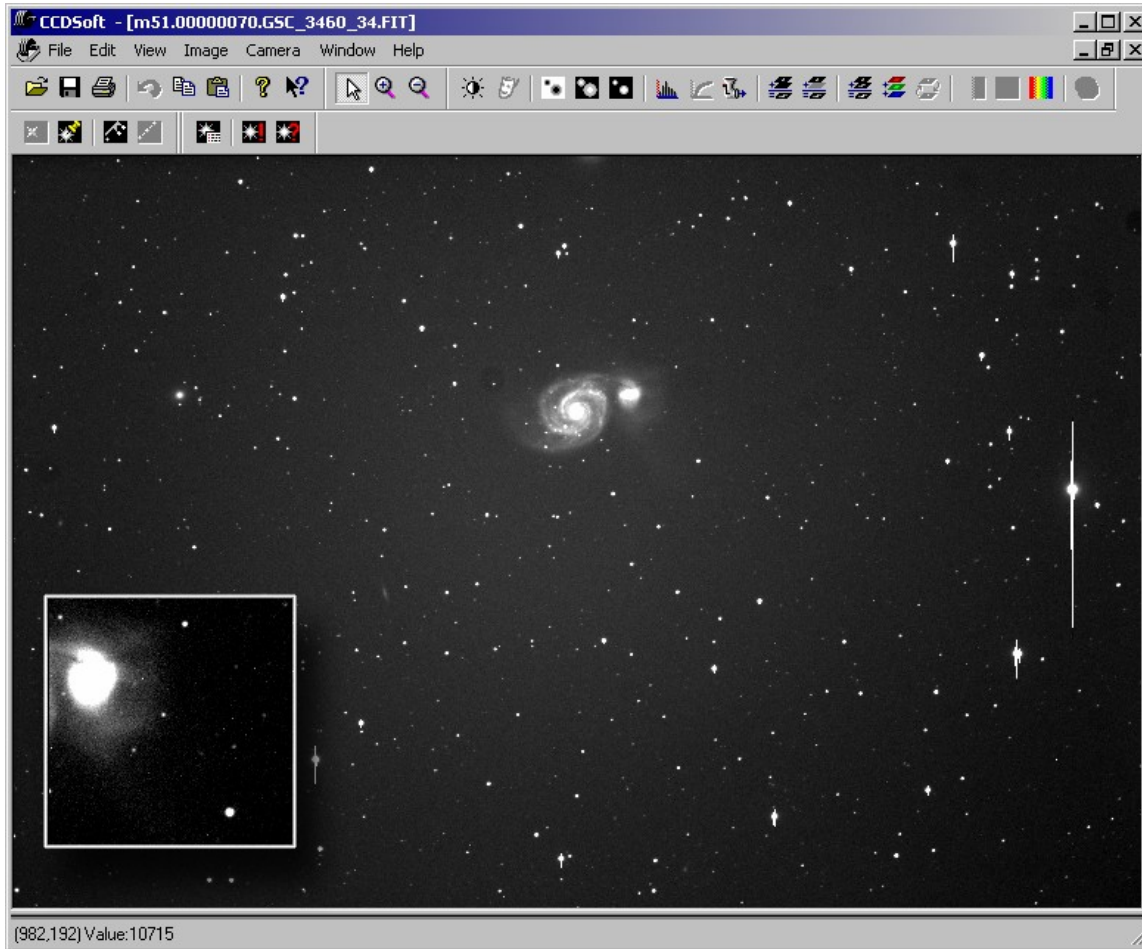 CCDSoft - [m51.00000070.GSC_3460_34.FIT]
File Edit View Image Camera Window Help
(982,192) Value:10715